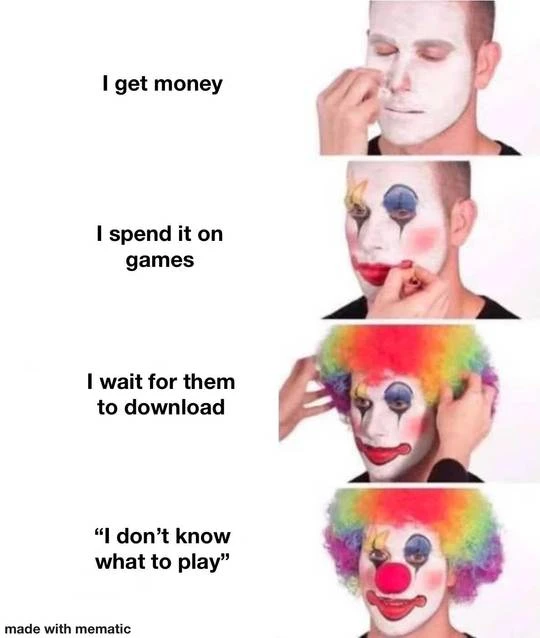 I get money
I spend it on
games
I wait for them
to download
“I don’t know
what to play”
made with mematic